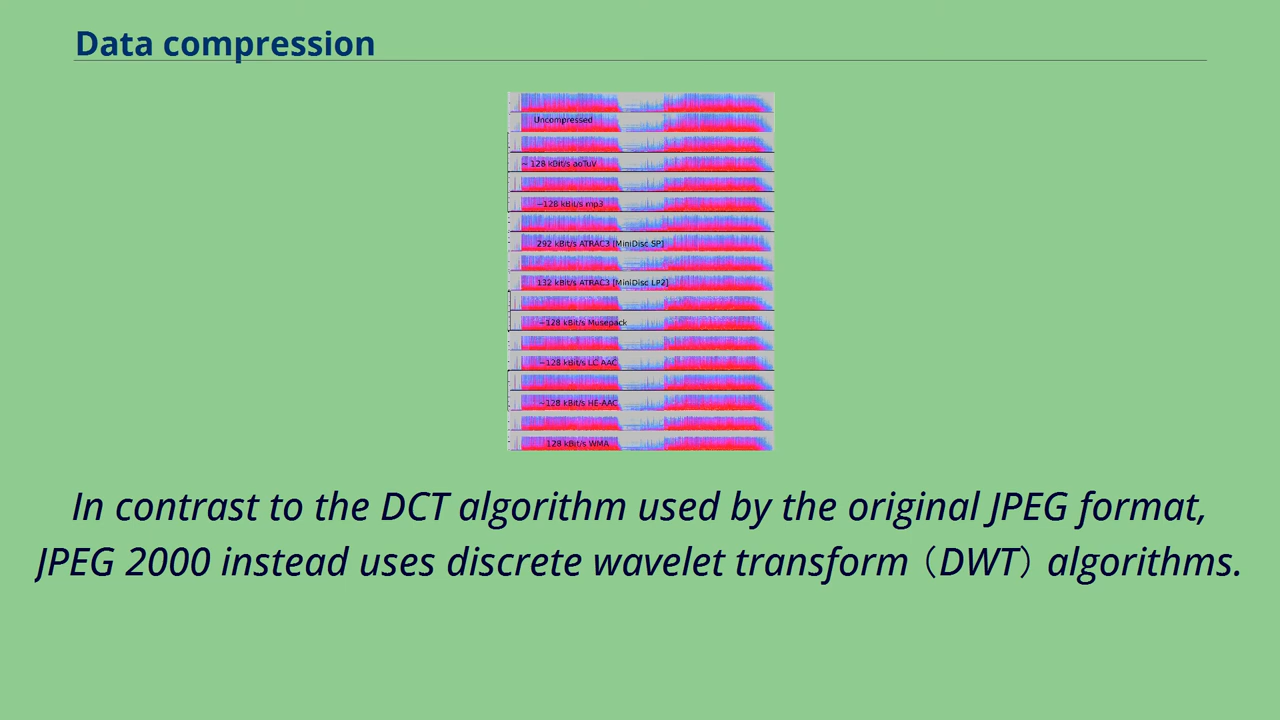 Data compression
Uncompressed
~ 128 kBit/s aoTuV
~128 kBit/s mp3
292 kBit/s ATRAC3 [MiniDisc SP]
132 kBit/s ATRAC3 [MiniDisc LP2]
~128 kBit/s Musepack
~128 kBit/s LC AAC
~128 kBit/s HE-AAC
128 kBit/s WMA
In contrast to the DCT algorithm used by the original JPEG format,
JPEG 2000 instead uses discrete wavelet transform（DWT）algorithms.